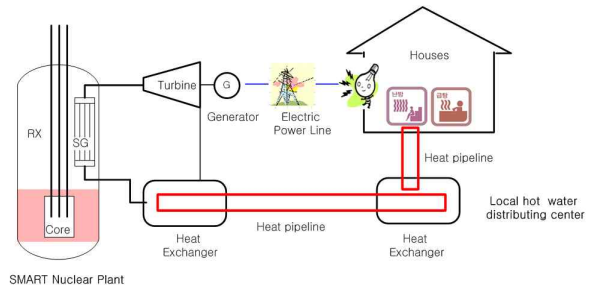 Houses
Turbine
G
Generator
Electric
Power Line
난방
급탕
RX
SG
Heat pipeline
Core
Heat pipeline
Local hot water
distributing center
Heat
Exchanger
Heat
Exchanger
SMART Nuclear Plant